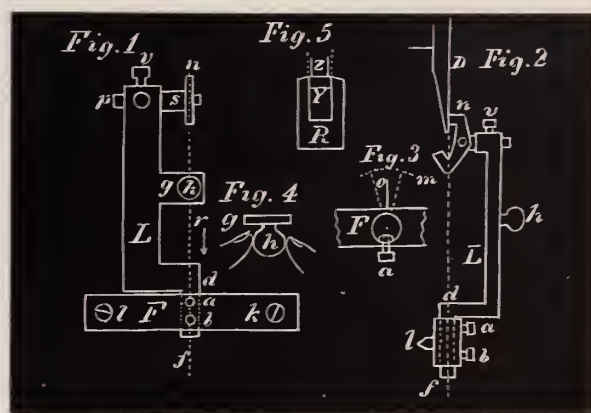 Fig. 1
v
n
p
s
g h
L
r
d
l F a k
b
f
Fig. 5
z
Y
R
Fig. 4
g
h
Fig. 3
o m
F
a
D Fig. 2
n v
h
L
d
l a
b
f